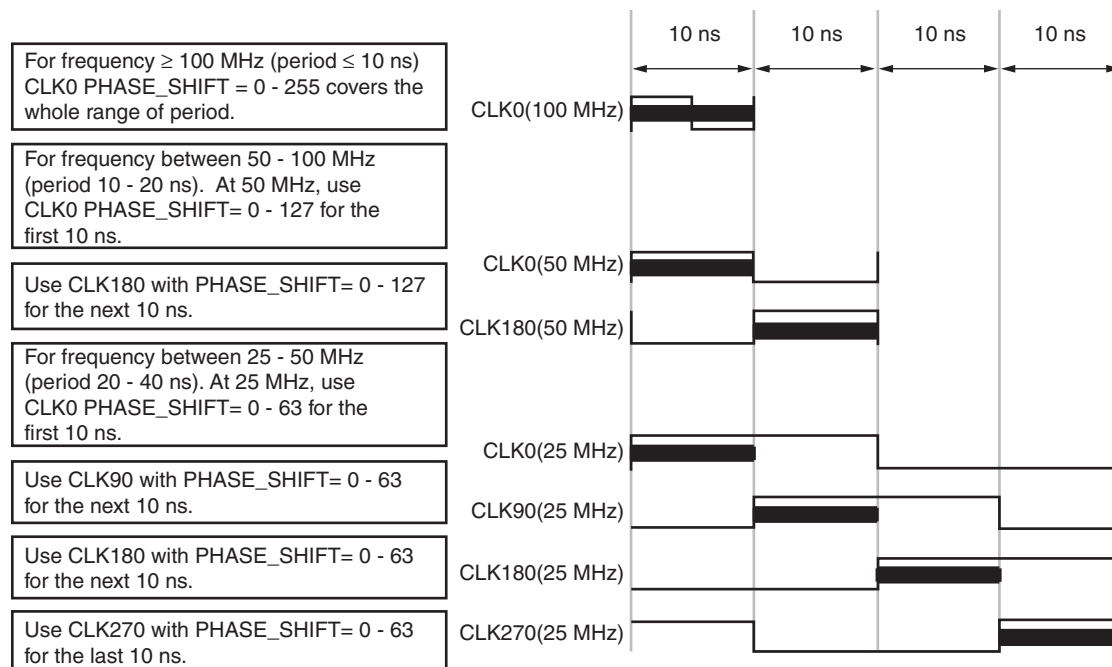 10 ns 10 ns 10 ns 10 ns
For frequency ≥ 100 MHz (period ≤ 10 ns)
CLK0 PHASE_SHIFT = 0 - 255 covers the
whole range of period.
CLK0(100 MHz)
For frequency between 50 - 100 MHz
(period 10 - 20 ns). At 50 MHz, use
CLK0 PHASE_SHIFT= 0 - 127 for the
first 10 ns.
CLK0(50 MHz)
Use CLK180 with PHASE_SHIFT= 0 - 127
for the next 10 ns.
CLK180(50 MHz)
For frequency between 25 - 50 MHz
(period 20 - 40 ns). At 25 MHz, use
CLK0 PHASE_SHIFT= 0 - 63 for the
first 10 ns.
CLK0(25 MHz)
Use CLK90 with PHASE_SHIFT= 0 - 63
for the next 10 ns.
CLK90(25 MHz)
Use CLK180 with PHASE_SHIFT= 0 - 63
for the next 10 ns.
CLK180(25 MHz)
Use CLK270 with PHASE_SHIFT= 0 - 63
for the last 10 ns.
CLK270(25 MHz)